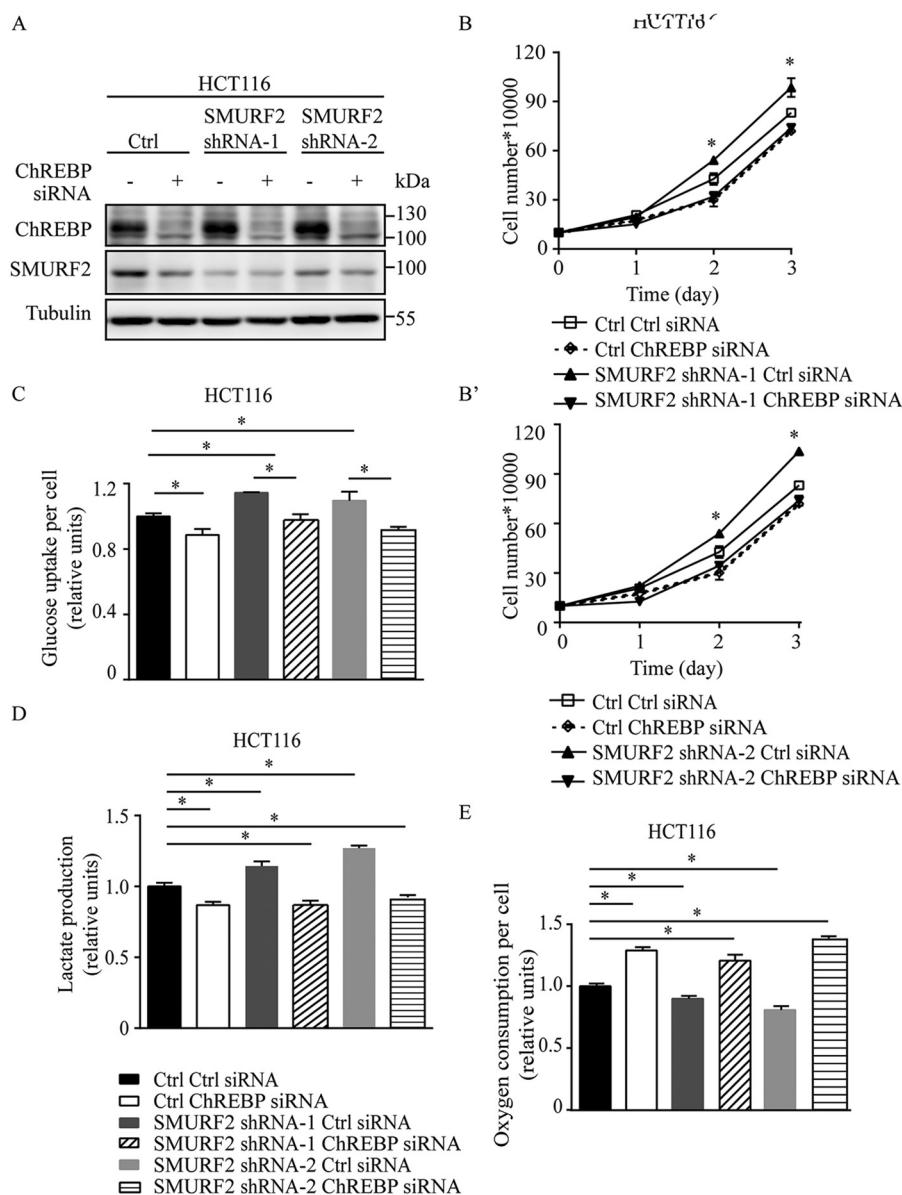 A
HCT116
Ctrl
SMURF2 shRNA-1
SMURF2 shRNA-2
ChREBP siRNA
- + - + - + kDa
ChREBP
130
100
SMURF2
100
Tubulin
55
B
Cell number*10000
120
90
60
30
0
0 1 2 3
* *
Time (day)
Ctrl Ctrl siRNA
Ctrl ChREBP siRNA
SMURF2 shRNA-1 Ctrl siRNA
SMURF2 shRNA-1 ChREBP siRNA
C
HCT116
Glucose uptake per cell
(relative units)
1.2
0.8
0.4
0
*
*
* * *
B’
Cell number*10000
120
90
60
30
0
0 1 2 3
* *
Time (day)
Ctrl Ctrl siRNA
Ctrl ChREBP siRNA
SMURF2 shRNA-2 Ctrl siRNA
SMURF2 shRNA-2 ChREBP siRNA
D
HCT116
Lactate production
(relative units)
1.5
1.0
0.5
0
*
*
*
*
*
Ctrl Ctrl siRNA
Ctrl ChREBP siRNA
SMURF2 shRNA-1 Ctrl siRNA
SMURF2 shRNA-1 ChREBP siRNA
SMURF2 shRNA-2 Ctrl siRNA
SMURF2 shRNA-2 ChREBP siRNA
E
HCT116
Oxygen consumption per cell
(relative units)
1.5
1.0
0.5
0
*
*
*
*
*